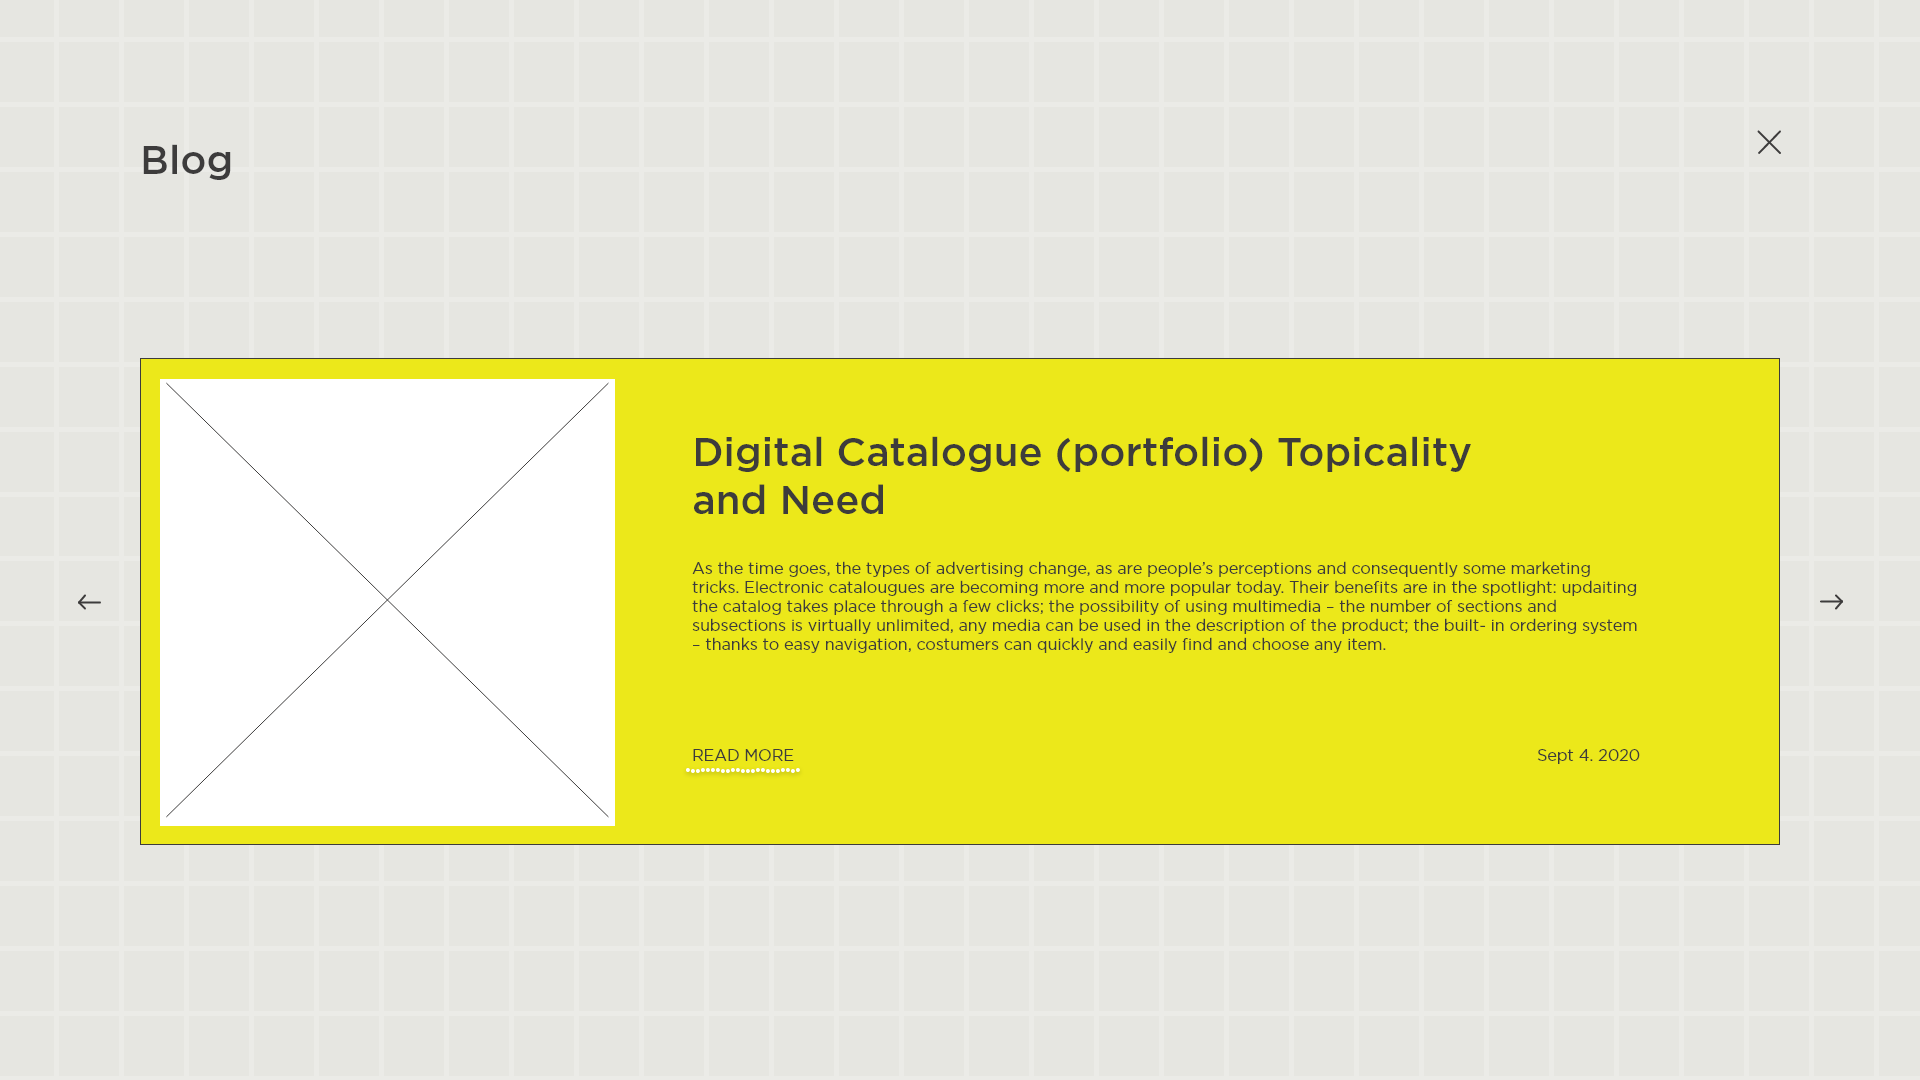 Blog
Digital Catalogue (portfolio) Topicality
and Need
As the time goes, the types of advertising change, as are people’s perceptions and consequently some marketing
tricks. Electronic catalougues are becoming more and more popular today. Their benefits are in the spotlight: updaiting
the catalog takes place through a few clicks; the possibility of using multimedia – the number of sections and
subsections is virtually unlimited, any media can be used in the description of the product; the built- in ordering system
– thanks to easy navigation, costumers can quickly and easily find and choose any item.
READ MORE
Sept 4. 2020